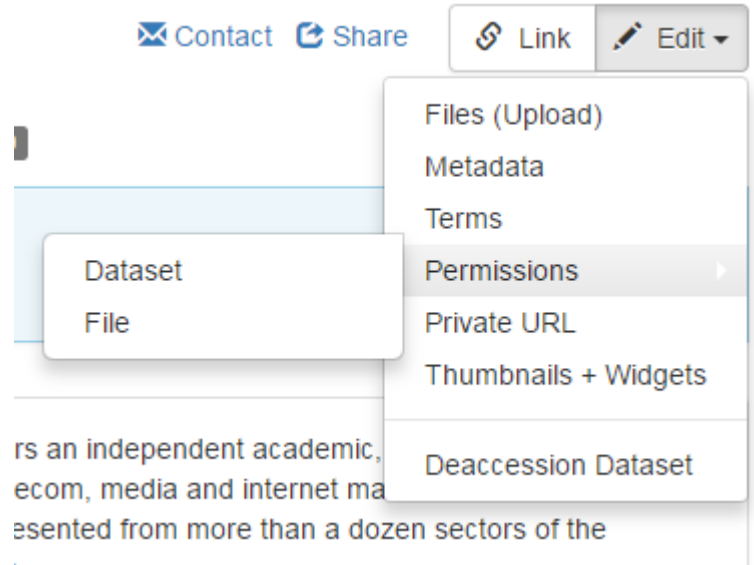 Contact Share Link Edit
Files (Upload)
Metadata
Terms
Permissions
Private URL
Thumbnails + Widgets
Deaccession Dataset
Dataset
File
rs an independent academic,
ecom, media and internet ma
esented from more than a dozen sectors of the